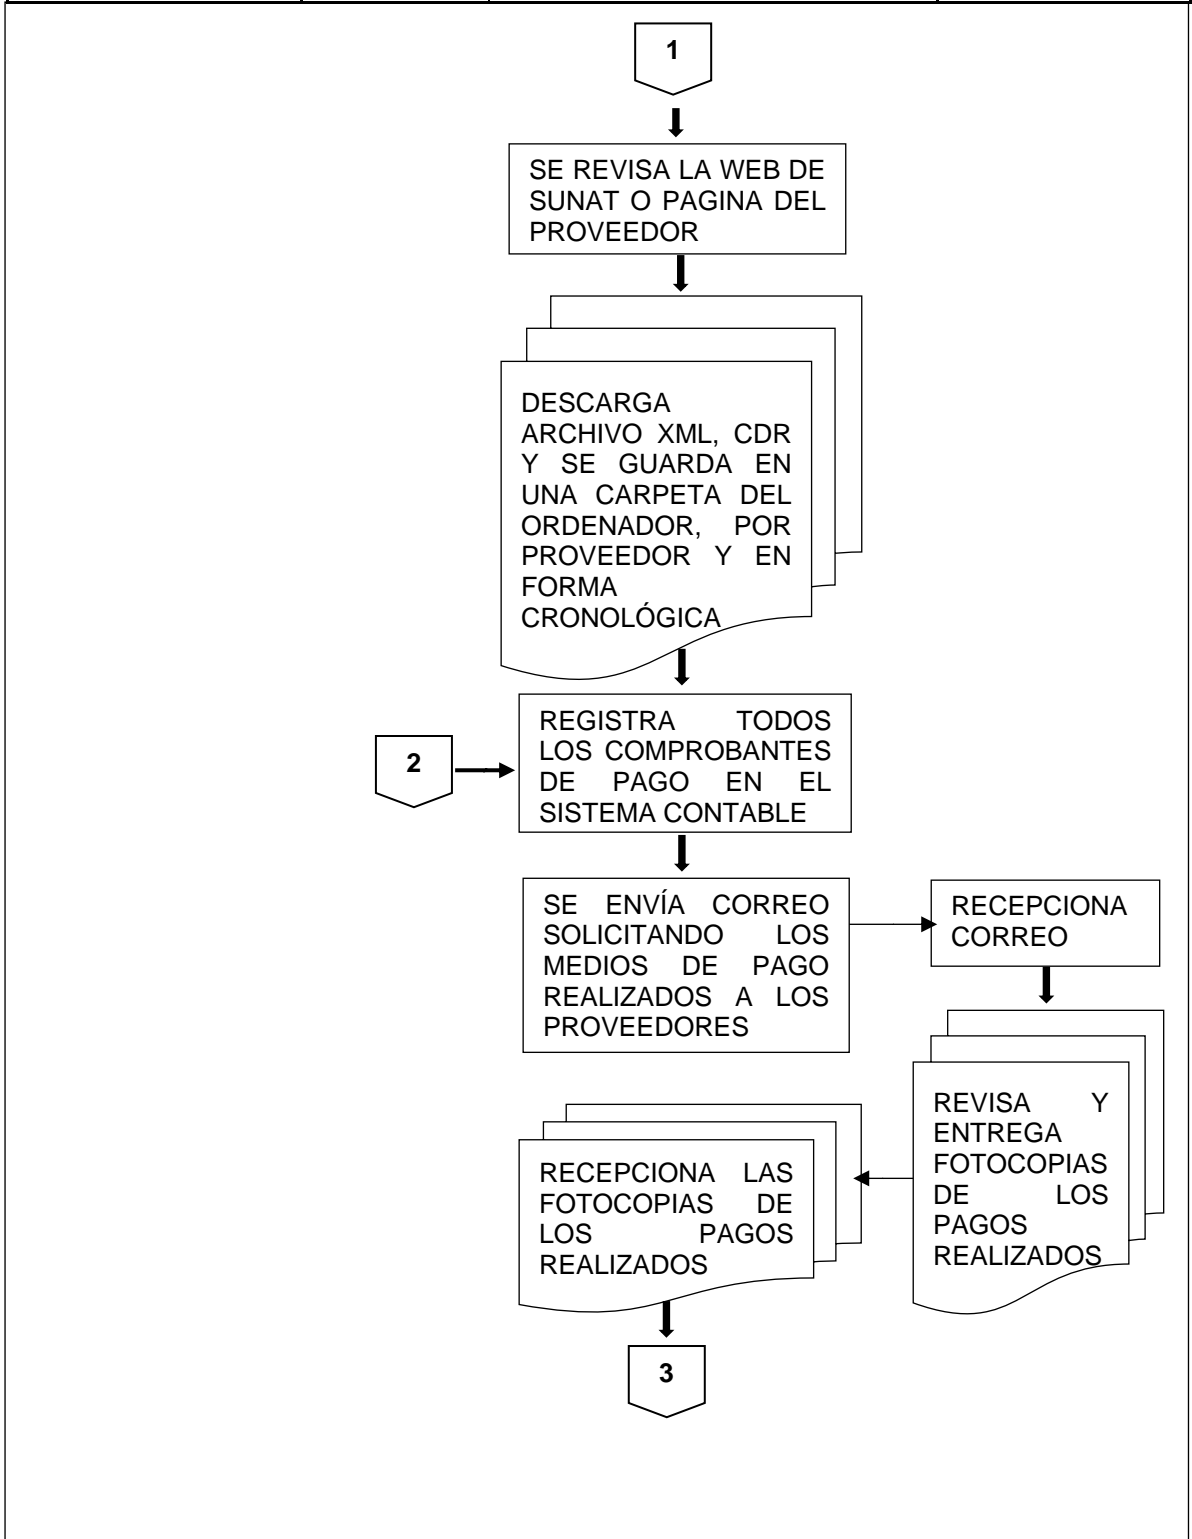 1
SE REVISA LA WEB DE
SUNAT O PAGINA DEL
PROVEEDOR
DESCARGA
ARCHIVO XML, CDR
Y SE GUARDA EN
UNA CARPETA DEL
ORDENADOR, POR
PROVEEDOR Y EN
FORMA
CRONOLÓGICA
2
REGISTRA TODOS
LOS COMPROBANTES
DE PAGO EN EL
SISTEMA CONTABLE
SE ENVÍA CORREO
SOLICITANDO LOS
MEDIOS DE PAGO
REALIZADOS A LOS
PROVEEDORES
RECEPCIONA
CORREO
REVISA Y
ENTREGA
FOTOCOPIAS
DE LOS
PAGOS
REALIZADOS
RECEPCIONA LAS
FOTOCOPIAS DE
LOS PAGOS
REALIZADOS
3